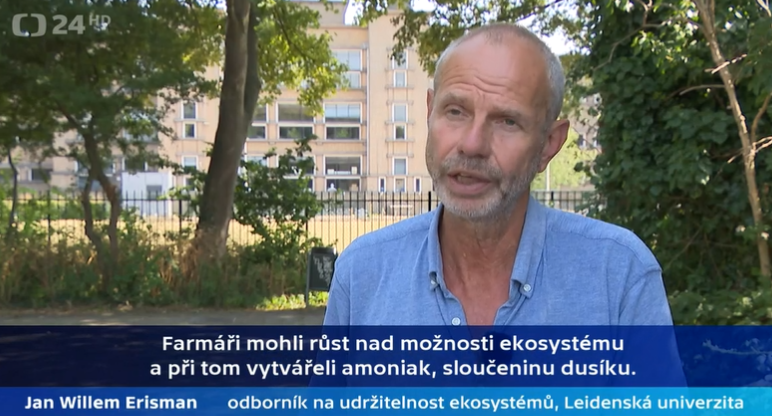 24 HD
Farmáři mohli růst nad možnosti ekosystému
a při tom vytvářeli amoniak, sloučeninu dusíku.
Jan Willem Erisman odborník na udržitelnost ekosystémů, Leidenská univerzita